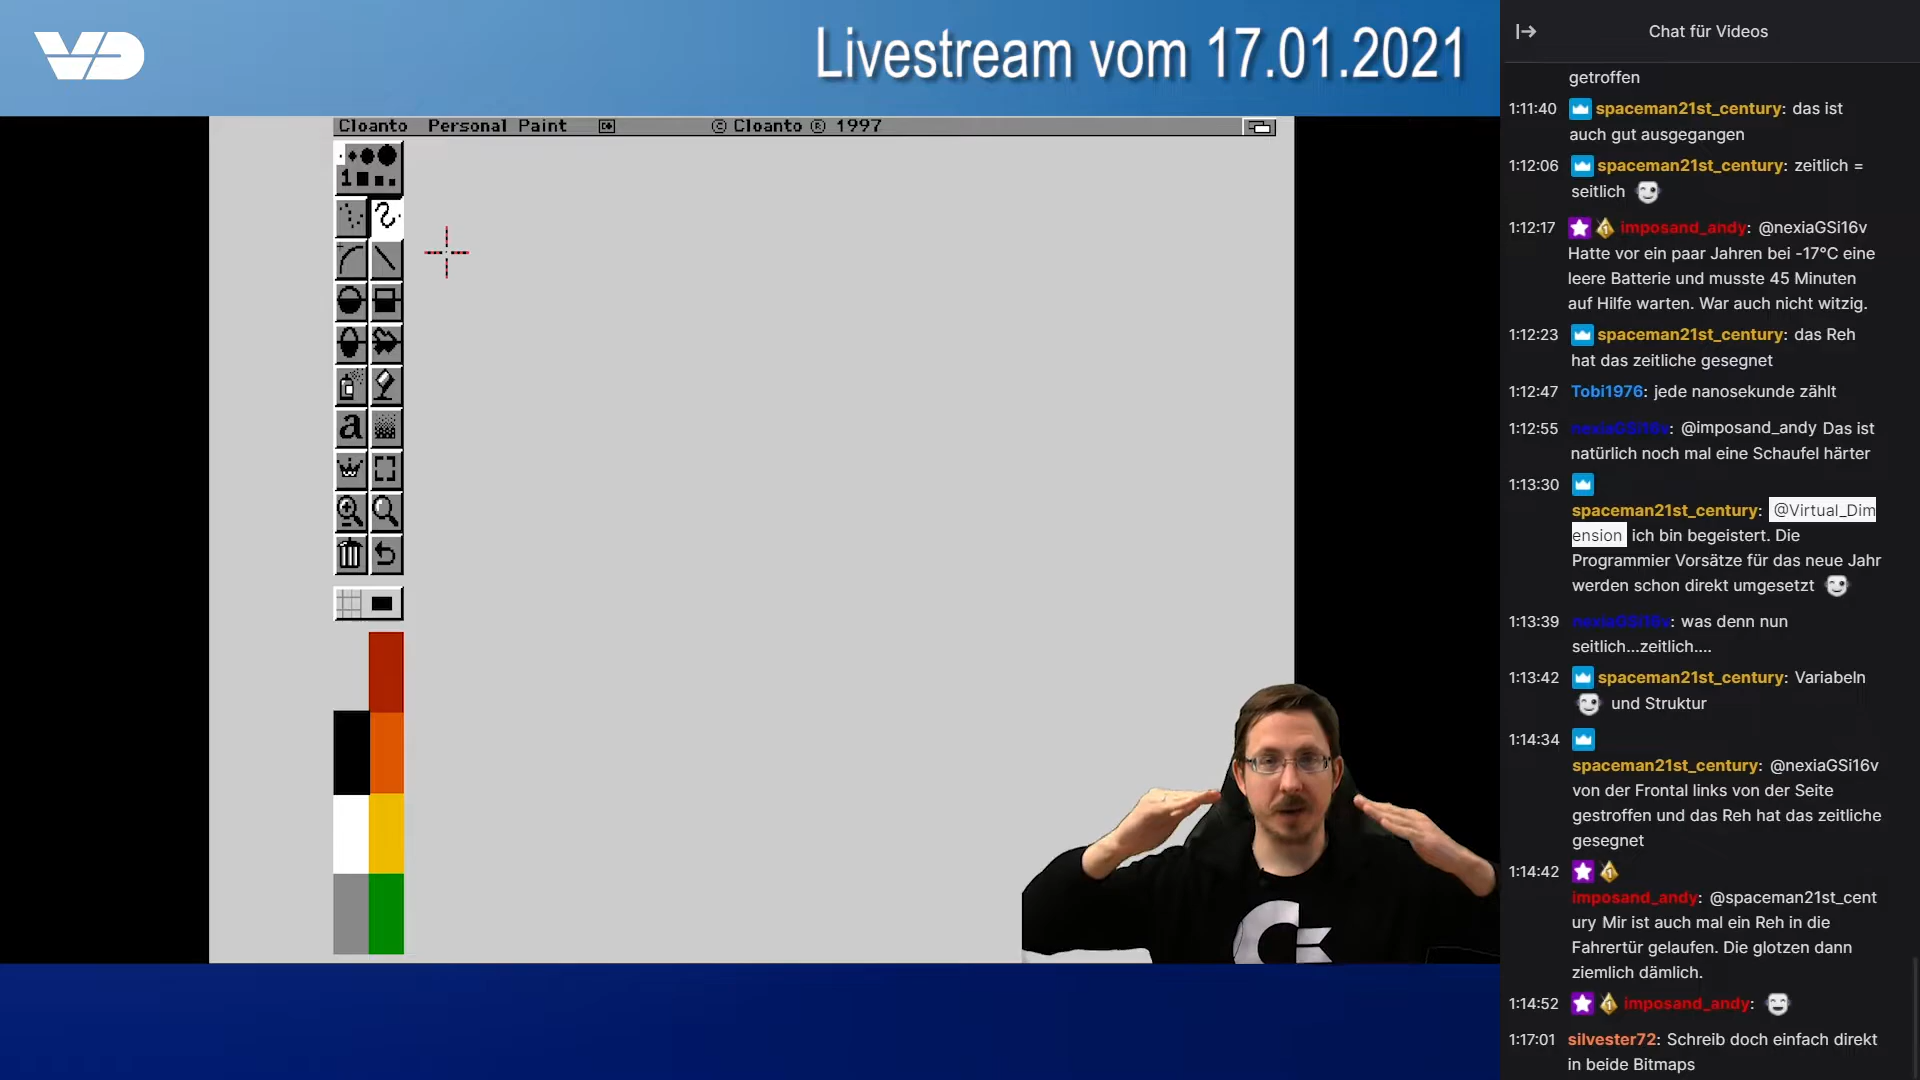 VD
Livestream vom 17.01.2021
Cloanto Personal Paint © Cloanto ® 1997
1
a
Chat für Videos
getroffen
1:11:40 spaceman21st_century: das ist
auch gut ausgegangen
1:12:06 spaceman21st_century: zeitlich =
seitlich
1:12:17 1 imposand_andy: @nexiaGSi16v
Hatte vor ein paar Jahren bei -17°C eine
leere Batterie und musste 45 Minuten
auf Hilfe warten. War auch nicht witzig.
1:12:23 spaceman21st_century: das Reh
hat das zeitliche gesegnet
1:12:47 Tobi1976: jede nanosekunde zählt
1:12:55 nexiaGSi16v: @imposand_andy Das ist
natürlich noch mal eine Schaufel härter
1:13:30
spaceman21st_century: @Virtual_Dim
ension ich bin begeistert. Die
Programmier Vorsätze für das neue Jahr
werden schon direkt umgesetzt
1:13:39 nexiaGSi16v: was denn nun
seitlich...zeitlich....
1:13:42 spaceman21st_century: Variabeln
und Struktur
1:14:34
spaceman21st_century: @nexiaGSi16v
von der Frontal links von der Seite
gestroffen und das Reh hat das zeitliche
gesegnet
1:14:42 1
imposand_andy: @spaceman21st_cent
ury Mir ist auch mal ein Reh in die
Fahrertür gelaufen. Die glotzen dann
ziemlich dämlich.
1:14:52 1 imposand_andy:
1:17:01 silvester72: Schreib doch einfach direkt
in beide Bitmaps